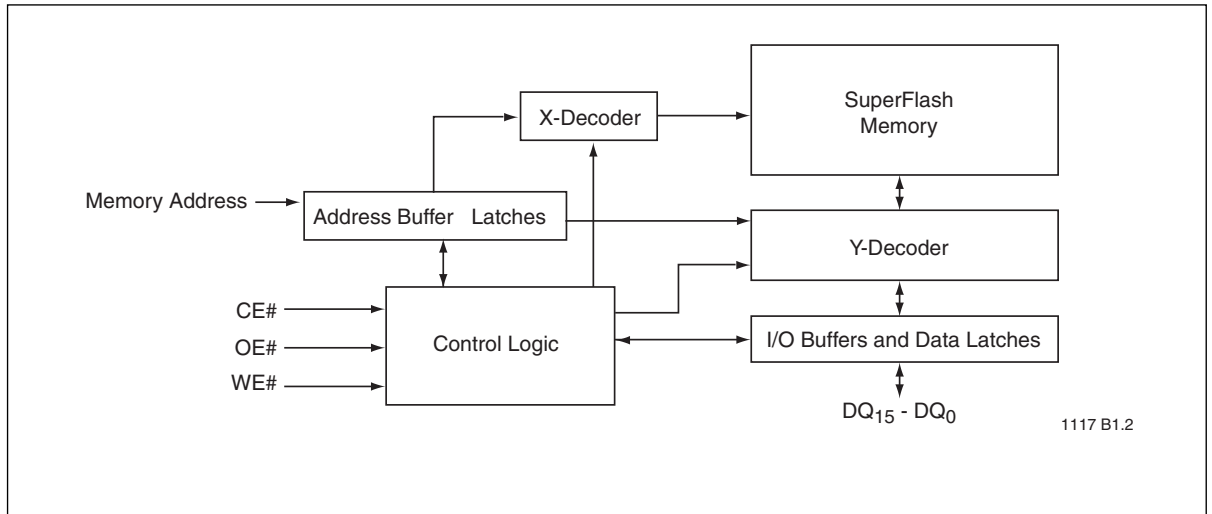 SuperFlash
Memory
X-Decoder
Memory Address
Address Buffer Latches
Y-Decoder
CE#
OE#
WE#
Control Logic
I/O Buffers and Data Latches
DQ15 - DQ0
1117 B1.2